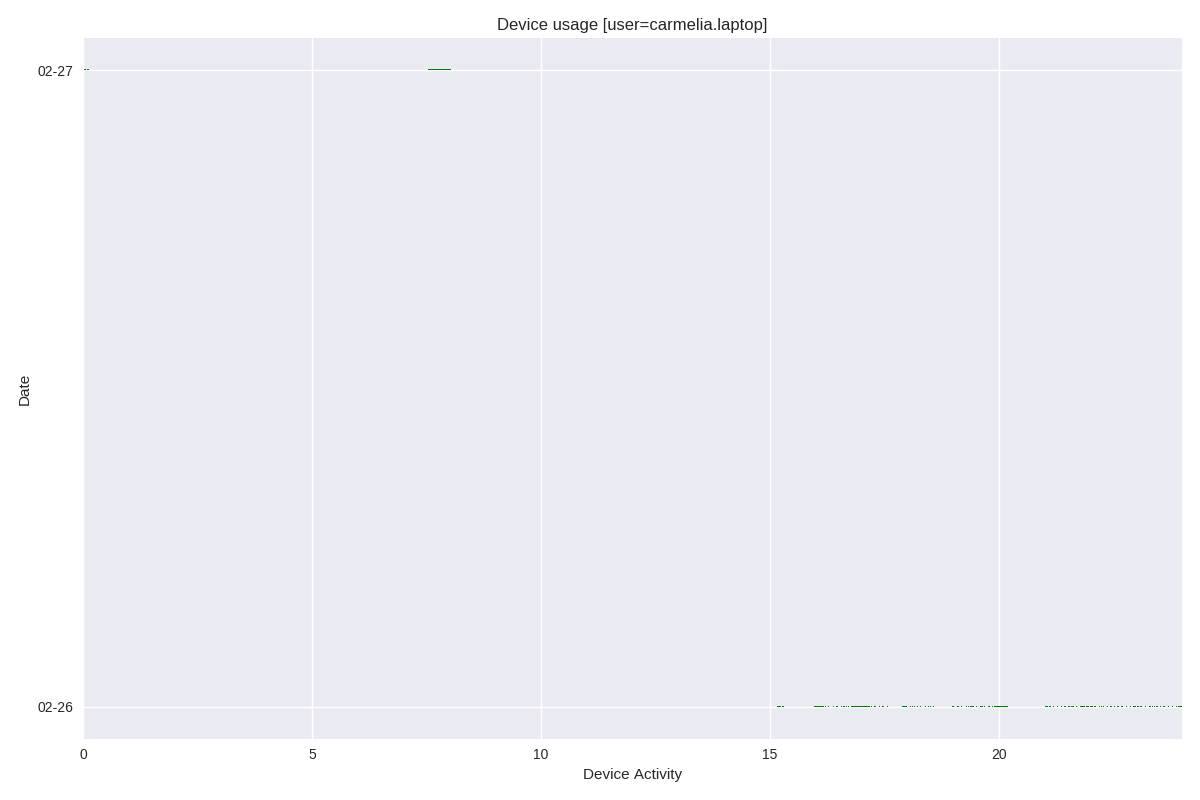 Device usage [user=carmelia.laptop]
02-27
Date
02-26
0 5 10 15 20
Device Activity